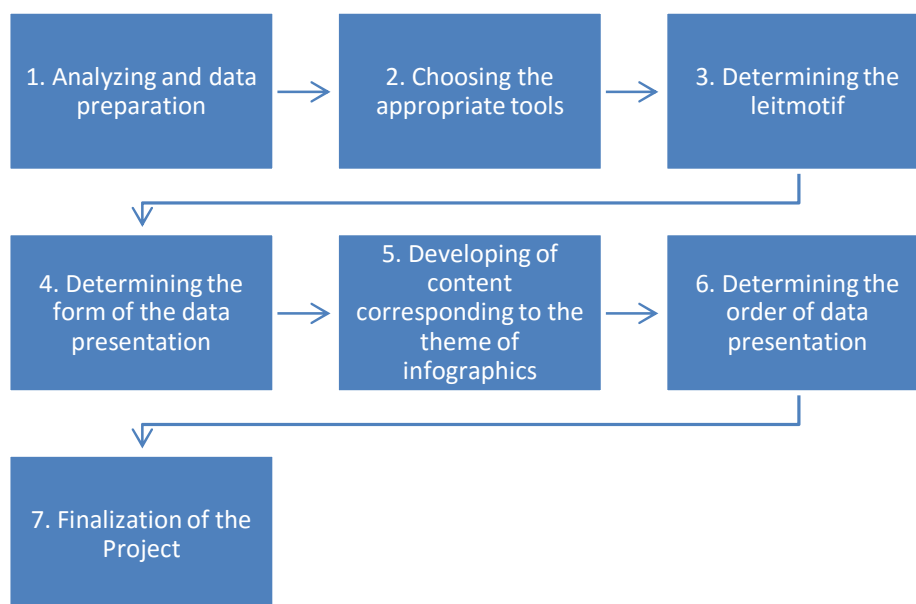 1. Analyzing and data
preparation
2. Choosing the
appropriate tools
3. Determining the
leitmotif
4. Determining the
form of the data
presentation
5. Developing of
content
corresponding to the
theme of
infographics
6. Determining the
order of data
presentation
7. Finalization of the
Project